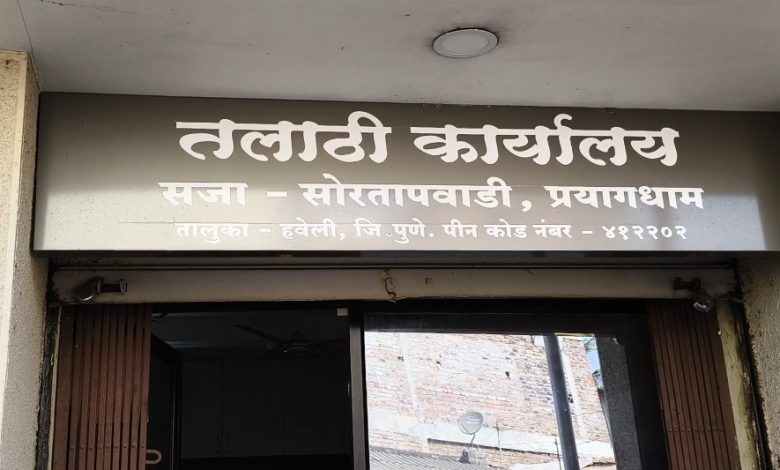 तलाठी कार्यालय
सजा - सोरतापवाडी, प्रयागधाम
तालुका - हवेली, जि.पुणे. पीन कोड नंबर - ४१२२०२